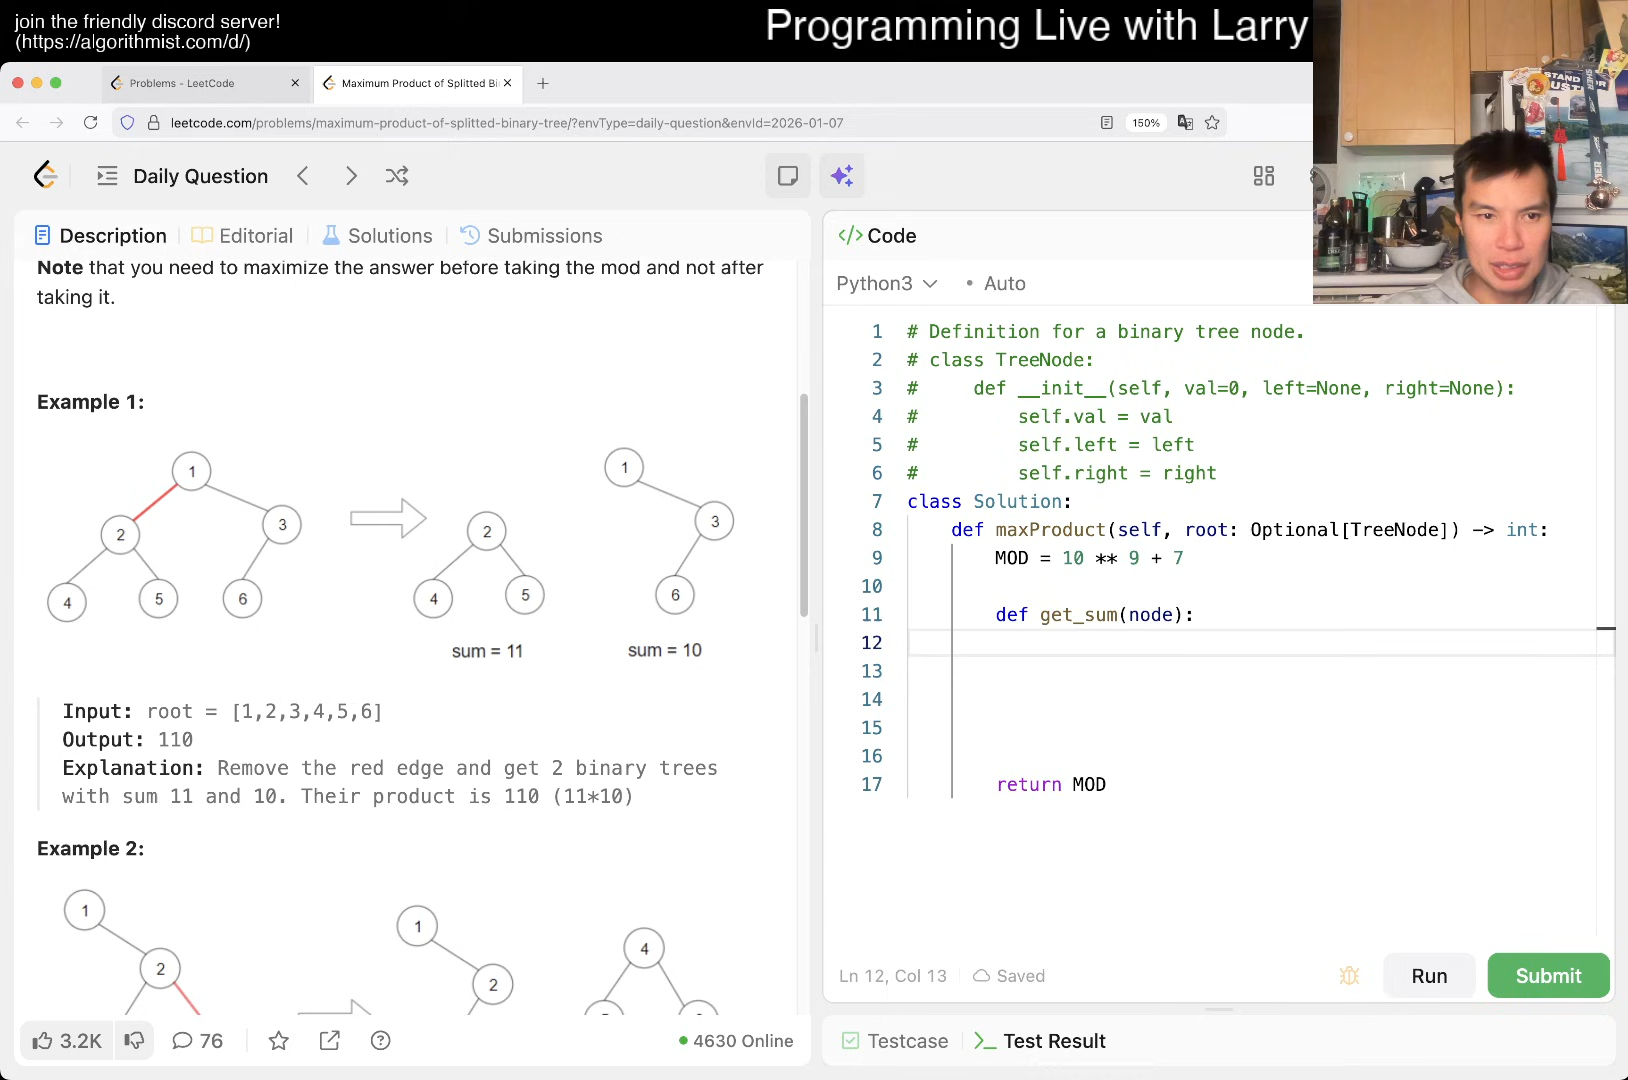 join the friendly discord server!
(https://algorithmist.com/d/)
Programming Live with Larry
Problems - LeetCode
Maximum Product of Splitted Bi
leetcode.com/problems/maximum-product-of-splitted-binary-tree/?envType=daily-question&envId=2026-01-07
150%
Daily Question
Description
Editorial
Solutions
Submissions
Note that you need to maximize the answer before taking the mod and not after
taking it.
Example 1:
1
2
3
4
5
6
2
4
5
sum = 11
1
3
6
sum = 10
Input: root = [1,2,3,4,5,6]
Output: 110
Explanation: Remove the red edge and get 2 binary trees
with sum 11 and 10. Their product is 110 (11*10)
Example 2:
1
2
1
2
4
3.2K
76
4630 Online
</> Code
Python3
• Auto
1 # Definition for a binary tree node.
2 # class TreeNode:
3 #     def __init__(self, val=0, left=None, right=None):
4 #         self.val = val
5 #         self.left = left
6 #         self.right = right
7 class Solution:
8     def maxProduct(self, root: Optional[TreeNode]) -> int:
9         MOD = 10 ** 9 + 7
10
11         def get_sum(node):
12
13
14
15
16
17         return MOD
Ln 12, Col 13
Saved
Run
Submit
Testcase
Test Result
STAND